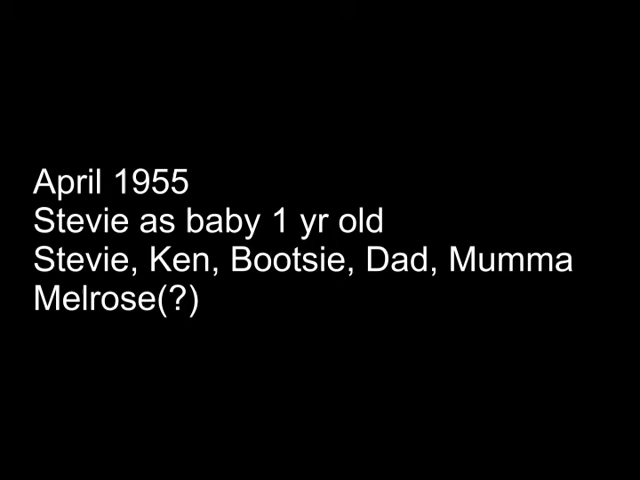 April 1955
Stevie as baby 1 yr old
Stevie, Ken, Bootsie, Dad, Mumma
Melrose(?)